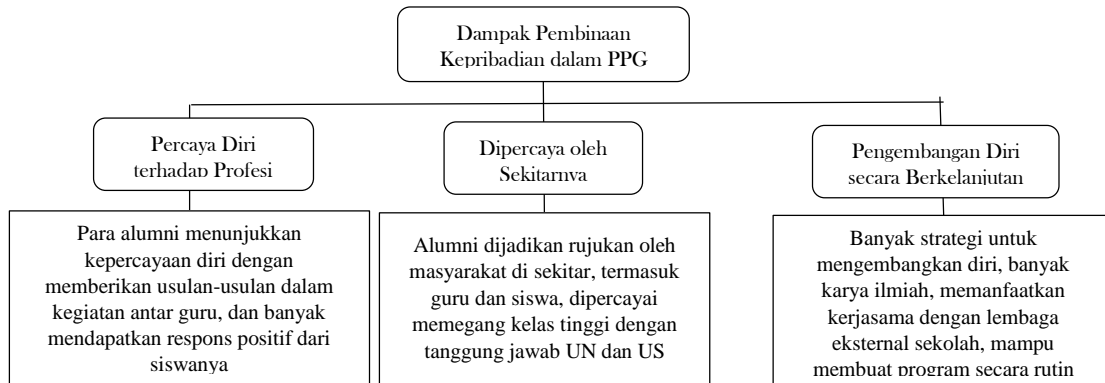 Dampak Pembinaan
Kepribadian dalam PPG
Percaya Diri
terhadap Profesi
Dipercaya oleh
Sekitarnya
Pengembangan Diri
secara Berkelanjutan
Para alumni menunjukkan
kepercayaan diri dengan
memberikan usulan-usulan dalam
kegiatan antar guru, dan banyak
mendapatkan respons positif dari
siswanya
Alumni dijadikan rujukan oleh
masyarakat di sekitar, termasuk
guru dan siswa, dipercayai
memegang kelas tinggi dengan
tanggung jawab UN dan US
Banyak strategi untuk
mengembangkan diri, banyak
karya ilmiah, memanfaatkan
kerjasama dengan lembaga
eksternal sekolah, mampu
membuat program secara rutin